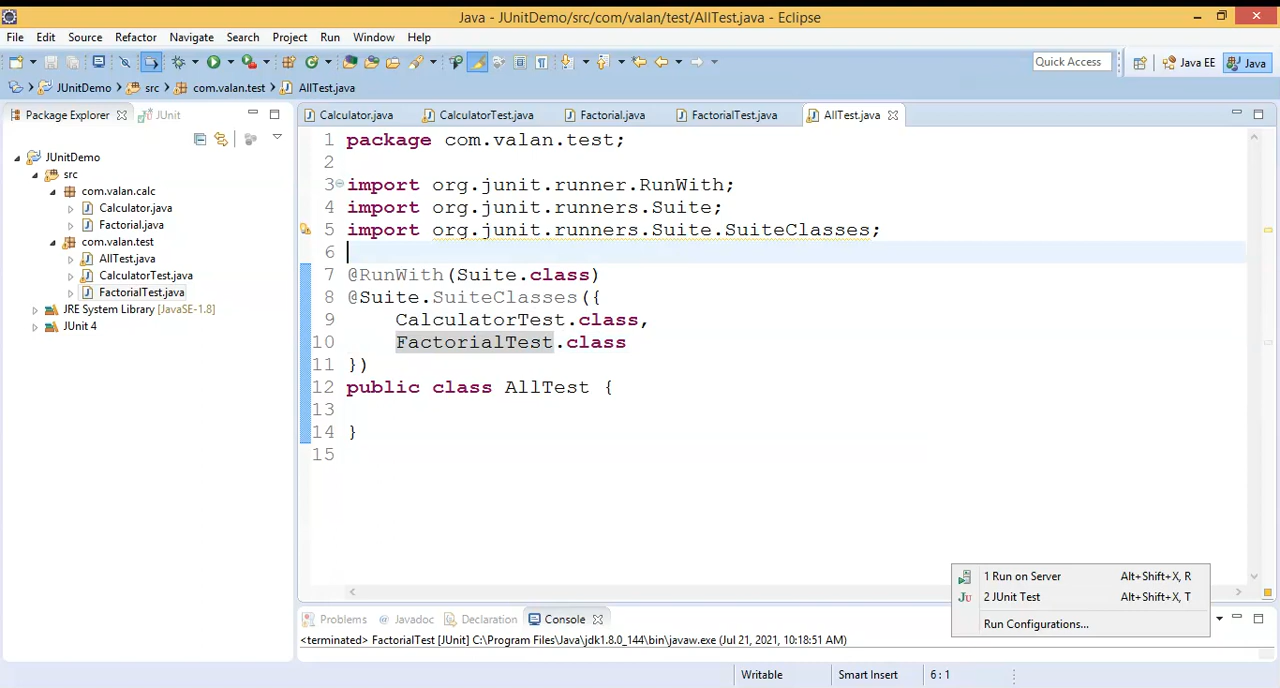 Java - JUnitDemo/src/com/valan/test/AllTest.java - Eclipse
File Edit Source Refactor Navigate Search Project Run Window Help
Quick Access Java EE Java
JUnitDemo src com.valan.test AllTest.java
Package Explorer JUnit
Calculator.java CalculatorTest.java Factorial.java FactorialTest.java AllTest.java
JUnitDemo
src
com.valan.calc
Calculator.java
Factorial.java
com.valan.test
AllTest.java
CalculatorTest.java
FactorialTest.java
JRE System Library [JavaSE-1.8]
JUnit 4
1 package com.valan.test;
2
3 import org.junit.runner.RunWith;
4 import org.junit.runners.Suite;
5 import org.junit.runners.Suite.SuiteClasses;
6
7 @RunWith(Suite.class)
8 @Suite.SuiteClasses({
9 CalculatorTest.class,
10 FactorialTest.class
11 })
12 public class AllTest {
13
14 }
15
1 Run on Server Alt+Shift+X, R
2 JUnit Test Alt+Shift+X, T
Run Configurations...
Problems @ Javadoc Declaration Console
<terminated> FactorialTest [JUnit] C:\Program Files\Java\jdk1.8.0_144\bin\javaw.exe (Jul 21, 2021, 10:18:51 AM)
Writable Smart Insert 6 : 1